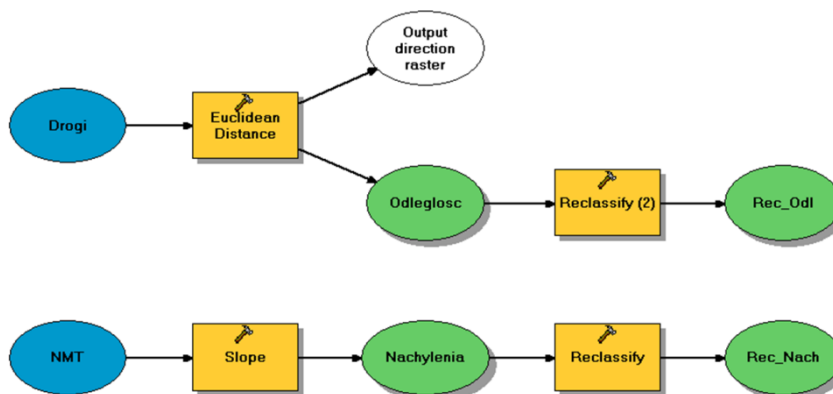 Output
direction
raster
Drogi
Euclidean
Distance
Odleglosc
Reclassify (2)
Rec_Odl
NMT
Slope
Nachylenia
Reclassify
Rec_Nach